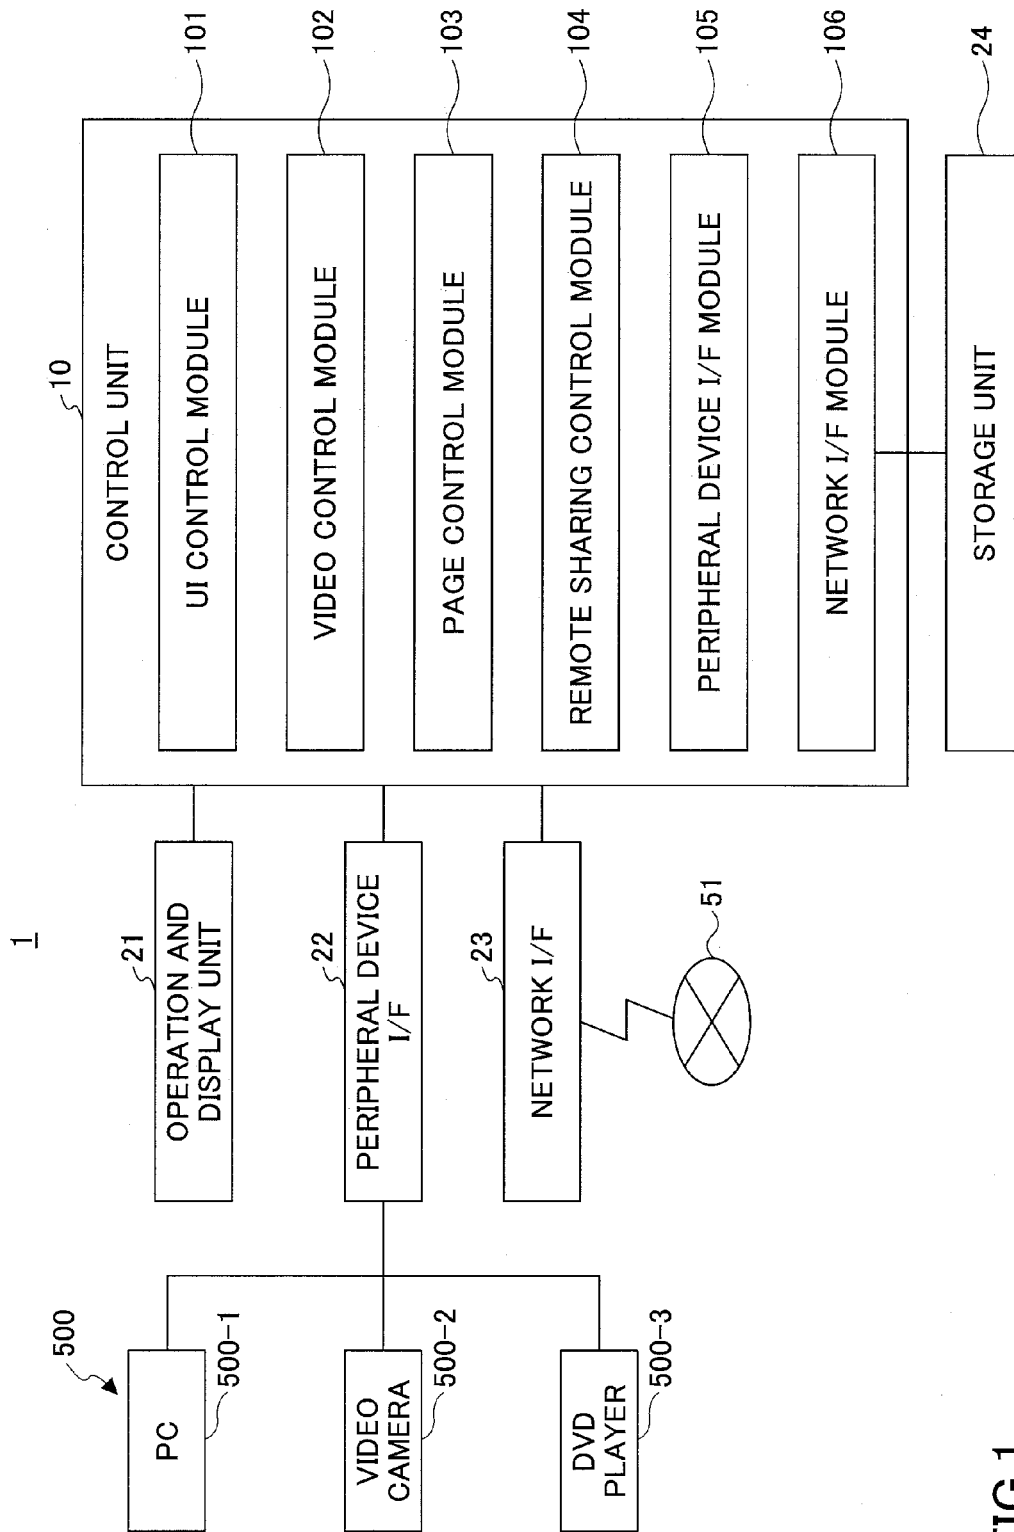 1
500
PC
500-1
VIDEO
CAMERA
500-2
DVD
PLAYER
500-3
21
OPERATION AND
DISPLAY UNIT
22
PERIPHERAL DEVICE
I/F
23
NETWORK I/F
51
10
CONTROL UNIT
UI CONTROL MODULE
101
VIDEO CONTROL MODULE
102
PAGE CONTROL MODULE
103
REMOTE SHARING CONTROL MODULE
104
PERIPHERAL DEVICE I/F MODULE
105
NETWORK I/F MODULE
106
STORAGE UNIT
24
FIG.1